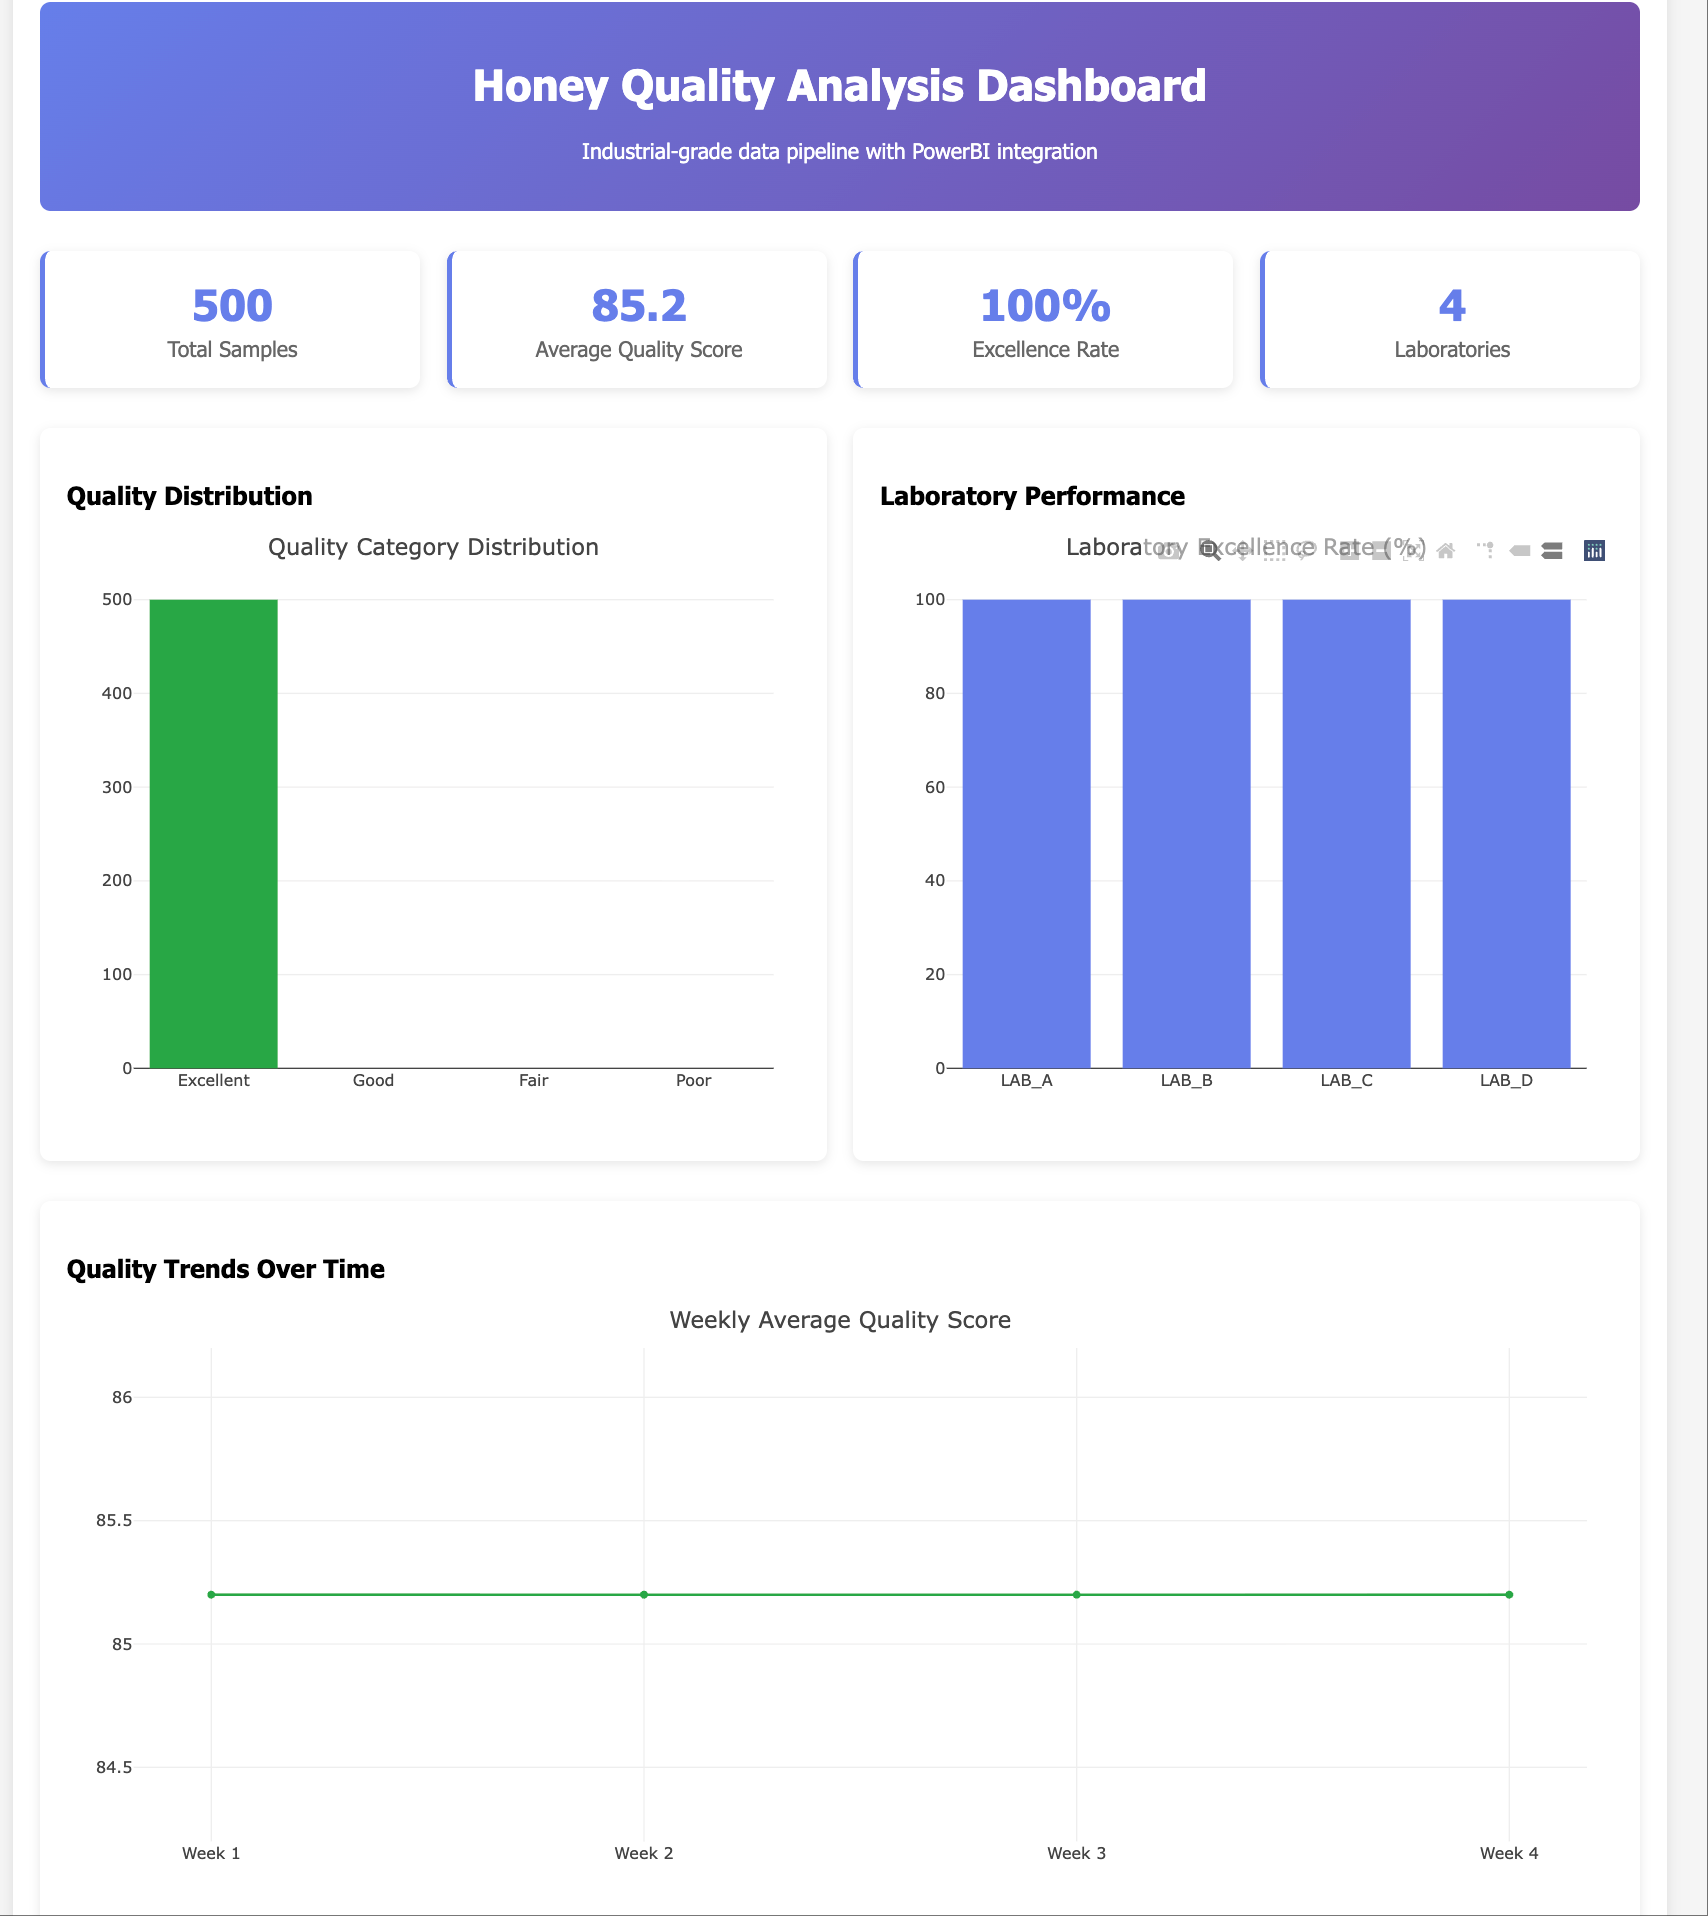 Honey Quality Analysis Dashboard
Industrial-grade data pipeline with PowerBI integration
500
Total Samples
85.2
Average Quality Score
100%
Excellence Rate
4
Laboratories
Quality Distribution
Quality Category Distribution
500
400
300
200
100
0
Excellent Good Fair Poor
Laboratory Performance
Laboratory Excellence Rate (%)
100
80
60
40
20
0
LAB_A LAB_B LAB_C LAB_D
Quality Trends Over Time
Weekly Average Quality Score
86
85.5
85
84.5
Week 1 Week 2 Week 3 Week 4